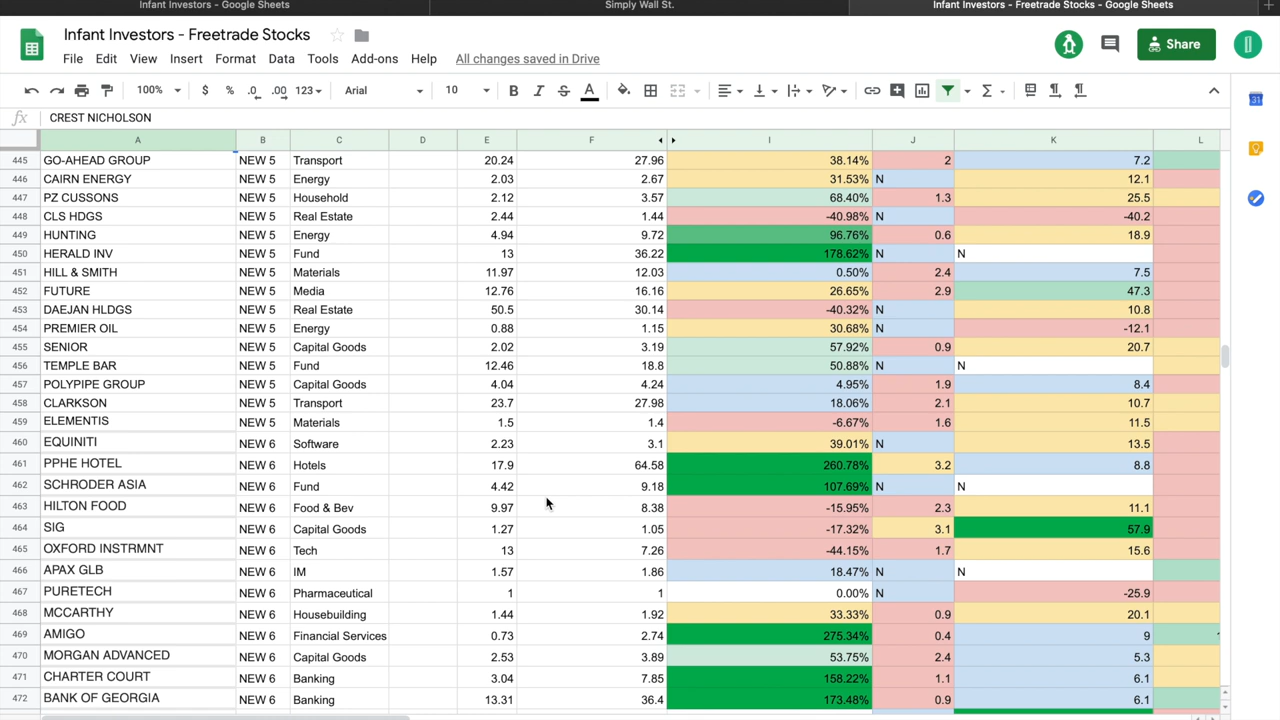 Infant Investors - Google Sheets Simply Wall St. Infant Investors - Freetrade Stocks - Google Sheets
Infant Investors - Freetrade Stocks
File Edit View Insert Format Data Tools Add-ons Help All changes saved in Drive
Share
100% $ % .0 .00 123 Arial 10 B I S A
fx CREST NICHOLSON
A B C D E F I J K L
445 GO-AHEAD GROUP NEW 5 Transport 20.24 27.96 38.14% 2 7.2
446 CAIRN ENERGY NEW 5 Energy 2.03 2.67 31.53% N 12.1
447 PZ CUSSONS NEW 5 Household 2.12 3.57 68.40% 1.3 25.5
448 CLS HDGS NEW 5 Real Estate 2.44 1.44 -40.98% N -40.2
449 HUNTING NEW 5 Energy 4.94 9.72 96.76% 0.6 18.9
450 HERALD INV NEW 5 Fund 13 36.22 178.62% N N
451 HILL & SMITH NEW 5 Materials 11.97 12.03 0.50% 2.4 7.5
452 FUTURE NEW 5 Media 12.76 16.16 26.65% 2.9 47.3
453 DAEJAN HLDGS NEW 5 Real Estate 50.5 30.14 -40.32% N 10.8
454 PREMIER OIL NEW 5 Energy 0.88 1.15 30.68% N -12.1
455 SENIOR NEW 5 Capital Goods 2.02 3.19 57.92% 0.9 20.7
456 TEMPLE BAR NEW 5 Fund 12.46 18.8 50.88% N N
457 POLYPIPE GROUP NEW 5 Capital Goods 4.04 4.24 4.95% 1.9 8.4
458 CLARKSON NEW 5 Transport 23.7 27.98 18.06% 2.1 10.7
459 ELEMENTIS NEW 5 Materials 1.5 1.4 -6.67% 1.6 11.5
460 EQUINITI NEW 6 Software 2.23 3.1 39.01% N 13.5
461 PPHE HOTEL NEW 6 Hotels 17.9 64.58 260.78% 3.2 8.8
462 SCHRODER ASIA NEW 6 Fund 4.42 9.18 107.69% N N
463 HILTON FOOD NEW 6 Food & Bev 9.97 8.38 -15.95% 2.3 11.1
464 SIG NEW 6 Capital Goods 1.27 1.05 -17.32% 3.1 57.9
465 OXFORD INSTRMNT NEW 6 Tech 13 7.26 -44.15% 1.7 15.6
466 APAX GLB NEW 6 IM 1.57 1.86 18.47% N N
467 PURETECH NEW 6 Pharmaceutical 1 1 0.00% N -25.9
468 MCCARTHY NEW 6 Housebuilding 1.44 1.92 33.33% 0.9 20.1
469 AMIGO NEW 6 Financial Services 0.73 2.74 275.34% 0.4 9
470 MORGAN ADVANCED NEW 6 Capital Goods 2.53 3.89 53.75% 2.4 5.3
471 CHARTER COURT NEW 6 Banking 3.04 7.85 158.22% 1.1 6.1
472 BANK OF GEORGIA NEW 6 Banking 13.31 36.4 173.48% 0.9 6.1